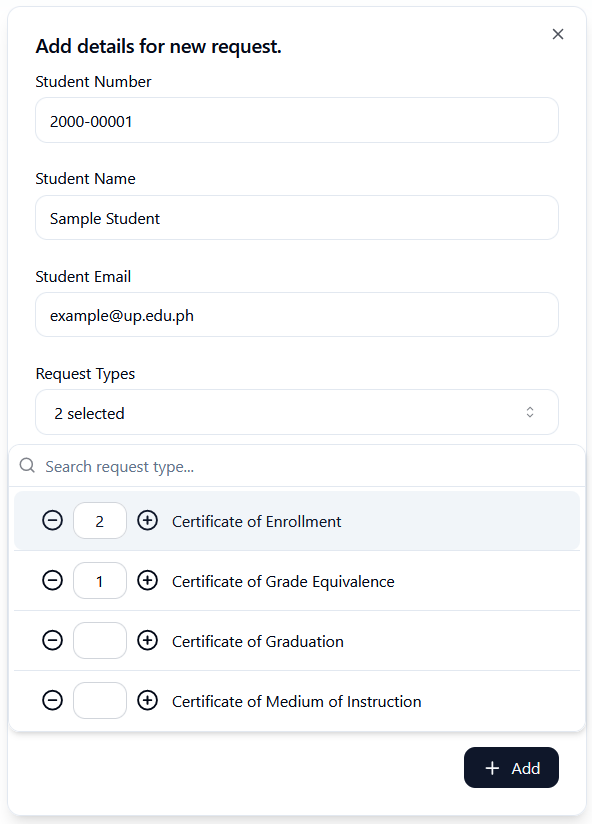 Add details for new request.
Student Number
2000-00001
Student Name
Sample Student
Student Email
example@up.edu.ph
Request Types
2 selected
Search request type...
2 Certificate of Enrollment
1 Certificate of Grade Equivalence
Certificate of Graduation
Certificate of Medium of Instruction
Add